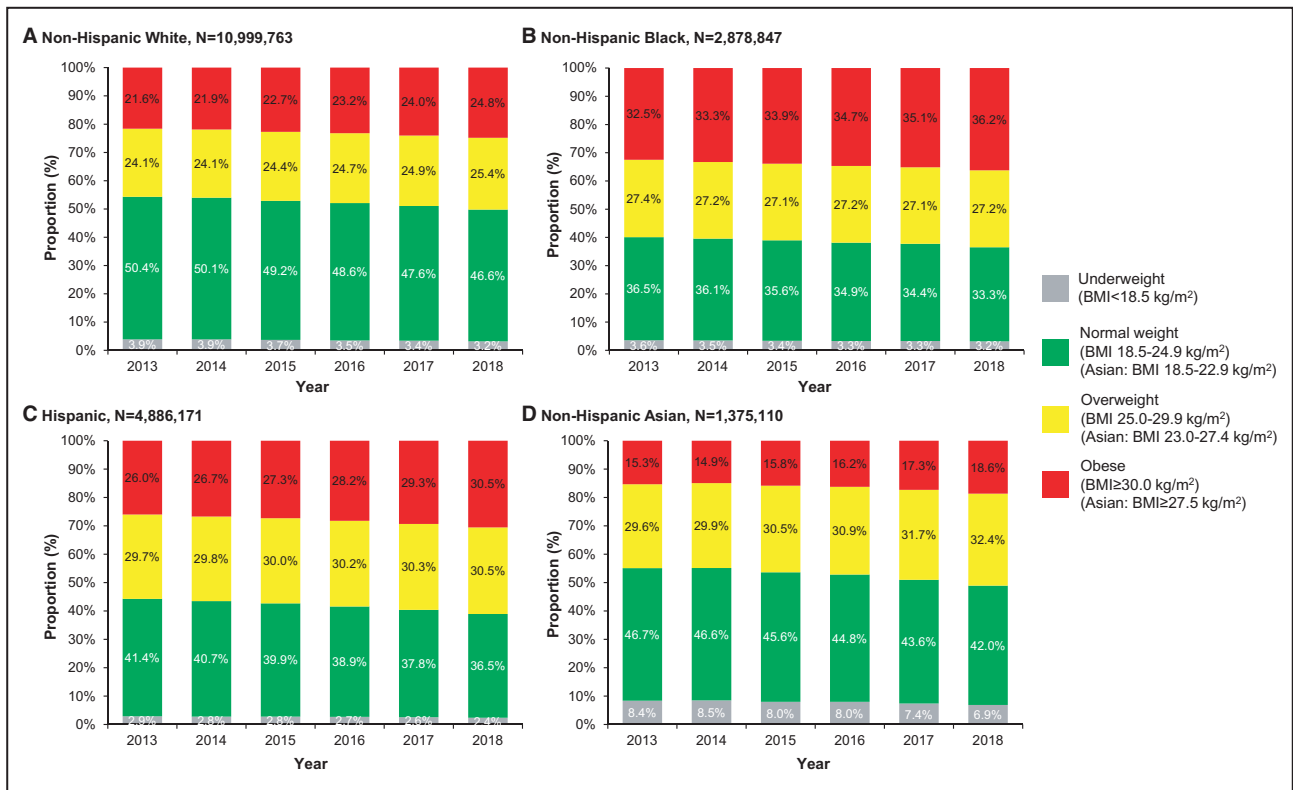 A Non-Hispanic White, N=10,999,763
Proportion (%)
100%
90%
80%
70%
60%
50%
40%
30%
20%
10%
0%
21.6% 21.9% 22.7% 23.2% 24.0% 24.8%
24.1% 24.1% 24.4% 24.7% 24.9% 25.4%
50.4% 50.1% 49.2% 48.6% 47.6% 46.6%
3.9% 3.9% 3.7% 3.5% 3.4% 3.2%
2013 2014 2015 2016 2017 2018
Year
B Non-Hispanic Black, N=2,878,847
Proportion (%)
100%
90%
80%
70%
60%
50%
40%
30%
20%
10%
0%
32.5% 33.3% 33.9% 34.7% 35.1% 36.2%
27.4% 27.2% 27.1% 27.2% 27.1% 27.2%
36.5% 36.1% 35.6% 34.9% 34.4% 33.3%
3.6% 3.5% 3.4% 3.3% 3.3% 3.2%
2013 2014 2015 2016 2017 2018
Year
C Hispanic, N=4,886,171
Proportion (%)
100%
90%
80%
70%
60%
50%
40%
30%
20%
10%
0%
26.0% 26.7% 27.3% 28.2% 29.3% 30.5%
29.7% 29.8% 30.0% 30.2% 30.3% 30.5%
41.4% 40.7% 39.9% 38.9% 37.8% 36.5%
2.9% 2.8% 2.8% 2.7% 2.6% 2.4%
2013 2014 2015 2016 2017 2018
Year
D Non-Hispanic Asian, N=1,375,110
Proportion (%)
100%
90%
80%
70%
60%
50%
40%
30%
20%
10%
0%
15.3% 14.9% 15.8% 16.2% 17.3% 18.6%
29.6% 29.9% 30.5% 30.9% 31.7% 32.4%
46.7% 46.6% 45.6% 44.8% 43.6% 42.0%
8.4% 8.5% 8.0% 8.0% 7.4% 6.9%
2013 2014 2015 2016 2017 2018
Year
Underweight
(BMI<18.5 kg/m²)
Normal weight
(BMI 18.5-24.9 kg/m²)
(Asian: BMI 18.5-22.9 kg/m²)
Overweight
(BMI 25.0-29.9 kg/m²)
(Asian: BMI 23.0-27.4 kg/m²)
Obese
(BMI≥30.0 kg/m²)
(Asian: BMI≥27.5 kg/m²)